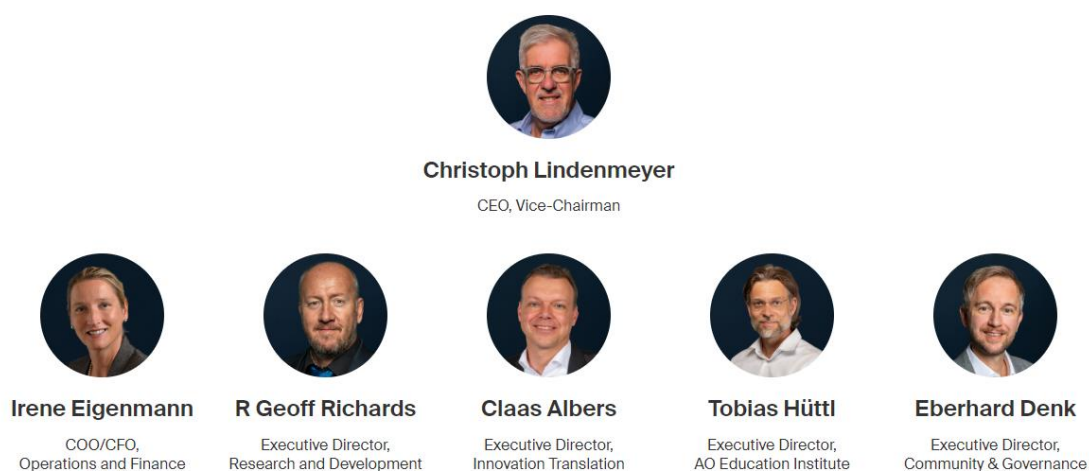 Christoph Lindenmeyer
CEO, Vice-Chairman
Irene Eigenmann
COO/CFO,
Operations and Finance
R Geoff Richards
Executive Director,
Research and Development
Claas Albers
Executive Director,
Innovation Translation
Tobias Hüttl
Executive Director,
AO Education Institute
Eberhard Denk
Executive Director,
Community & Governance